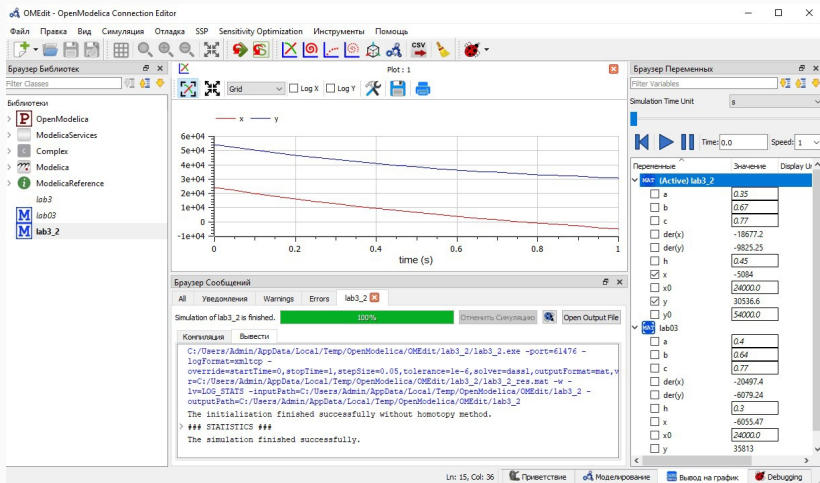 OMEdit - OpenModelica Connection Editor
Файл Правка Вид Симуляция Отладка SSP Sensitivity Optimization Инструменты Помощь
CSV
Браузер Библиотек
Filter Classes
Библиотеки
P OpenModelica
ModelicaServices
C Complex
Modelica
i ModelicaReference
lab3
M lab03
M lab3_2
Plot : 1
Grid Log X Log Y
x y
6e+04
5e+04
4e+04
3e+04
2e+04
1e+04
0
-1e+04
0 0.2 0.4 0.6 0.8 1
time (s)
Браузер Сообщений
All Уведомления Warnings Errors lab3_2
Simulation of lab3_2 is finished. 100% Отменить Симуляцию Open Output File
Компиляция Вывести
C:/Users/Admin/AppData/Local/Temp/OpenModelica/OMEdit/lab3_2/lab3_2.exe -port=61476 -
logFormat=xmltcp -
override=startTime=0,stopTime=1,stepSize=0.05,tolerance=1e-6,solver=dassl,outputFormat=mat,v
r=C:/Users/Admin/AppData/Local/Temp/OpenModelica/OMEdit/lab3_2/lab3_2_res.mat -w -
lv=LOG_STATS -inputPath=C:/Users/Admin/AppData/Local/Temp/OpenModelica/OMEdit/lab3_2 -
outputPath=C:/Users/Admin/AppData/Local/Temp/OpenModelica/OMEdit/lab3_2
The initialization finished successfully without homotopy method.
### STATISTICS ###
The simulation finished successfully.
Браузер Переменных
Filter Variables
Simulation Time Unit s
Time: 0.0 Speed: 1
Переменные Значение Display Un
MAT (Active) lab3_2
a 0.35
b 0.67
c 0.77
der(x) -18677.2
der(y) -9825.25
h 0.45
x -5084
x0 24000.0
y 30536.6
y0 54000.0
MAT lab03
a 0.4
b 0.64
c 0.77
der(x) -20497.4
der(y) -6079.24
h 0.3
x -6055.47
x0 24000.0
y 35813
Ln: 15, Col: 36 Приветствие Моделирование Вывод на график Debugging